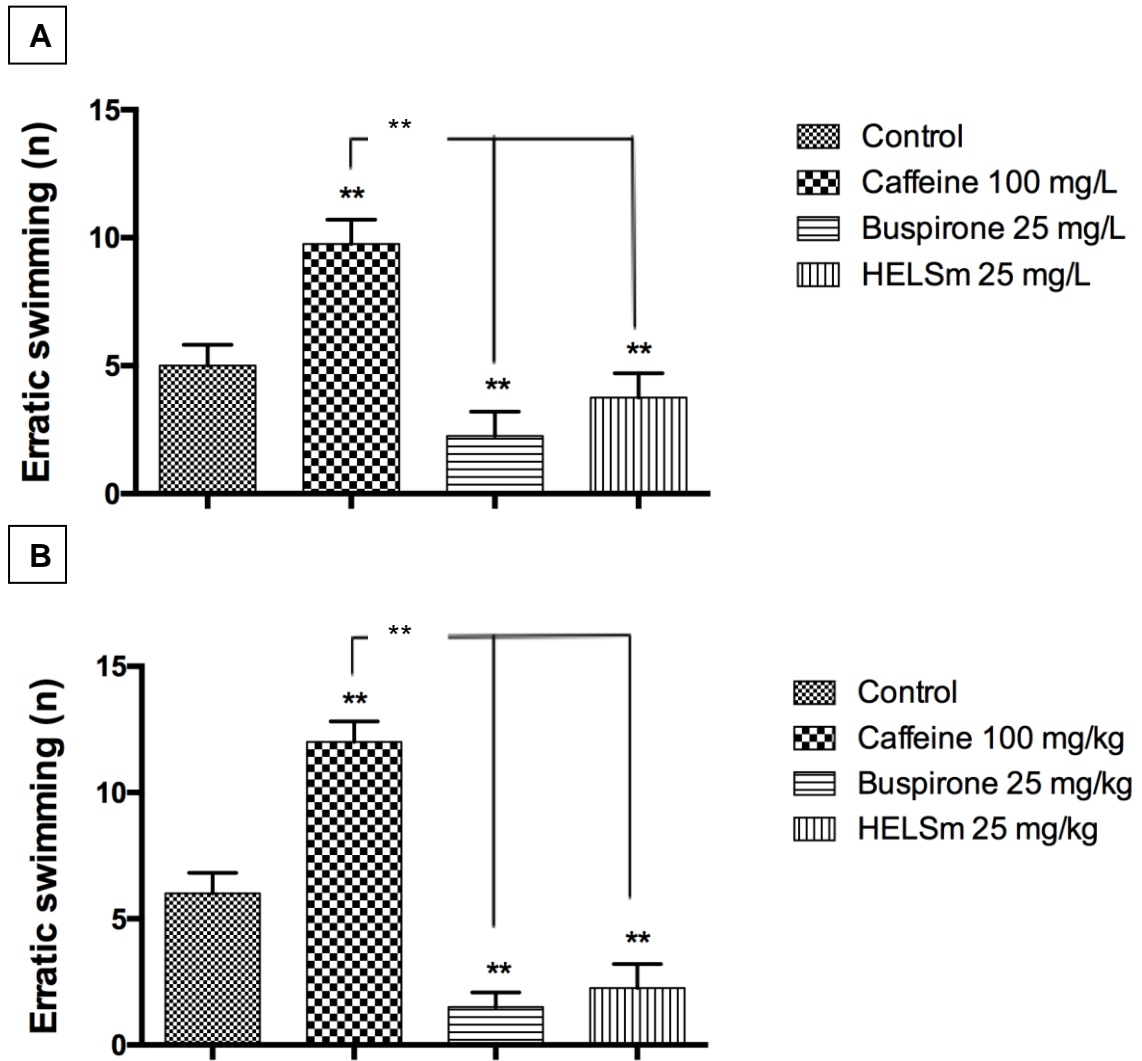 A
Erratic swimming (n)
15
10
5
0
**
**
**
**
Control
Caffeine 100 mg/L
Buspirone 25 mg/L
HELSm 25 mg/L
B
Erratic swimming (n)
15
10
5
0
**
**
**
**
Control
Caffeine 100 mg/kg
Buspirone 25 mg/kg
HELSm 25 mg/kg